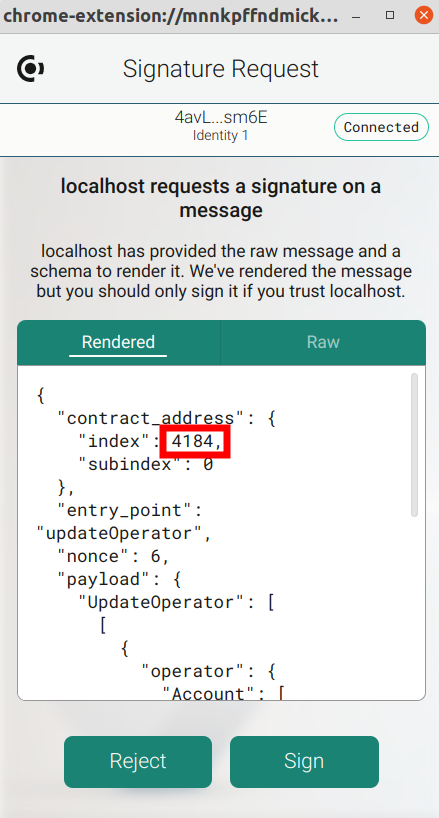 chrome-extension://mnnkpffndmick…
Signature Request
4avL...sm6E
Identity 1
Connected
localhost requests a signature on a
message
localhost has provided the raw message and a
schema to render it. We've rendered the message
but you should only sign it if you trust localhost.
Rendered
Raw
{
"contract_address": {
"index": 4184,
"subindex": 0
},
"entry_point":
"updateOperator",
"nonce": 6,
"payload": {
"UpdateOperator": [
[
{
"operator": {
"Account": [
Reject
Sign